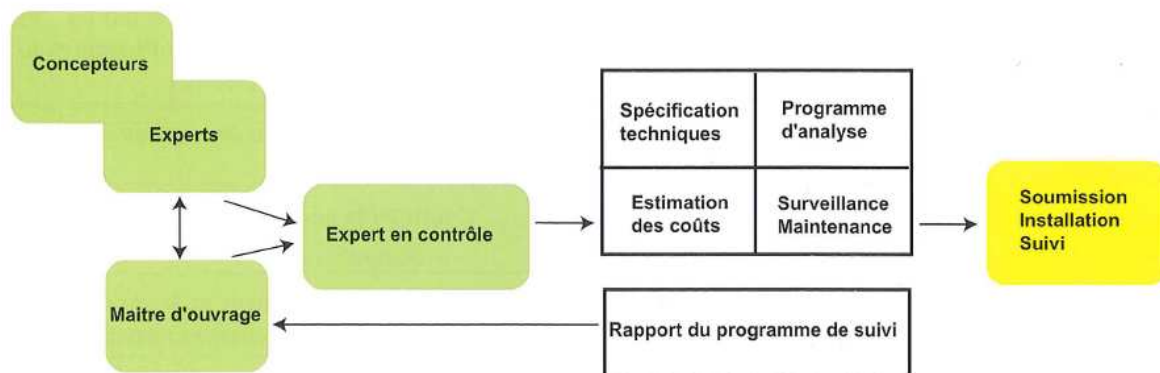 Concepteurs
Experts
Maitre d'ouvrage
Expert en contrôle
Spécification
techniques
Programme
d'analyse
Estimation
des coûts
Surveillance
Maintenance
Rapport du programme de suivi
Soumission
Installation
Suivi